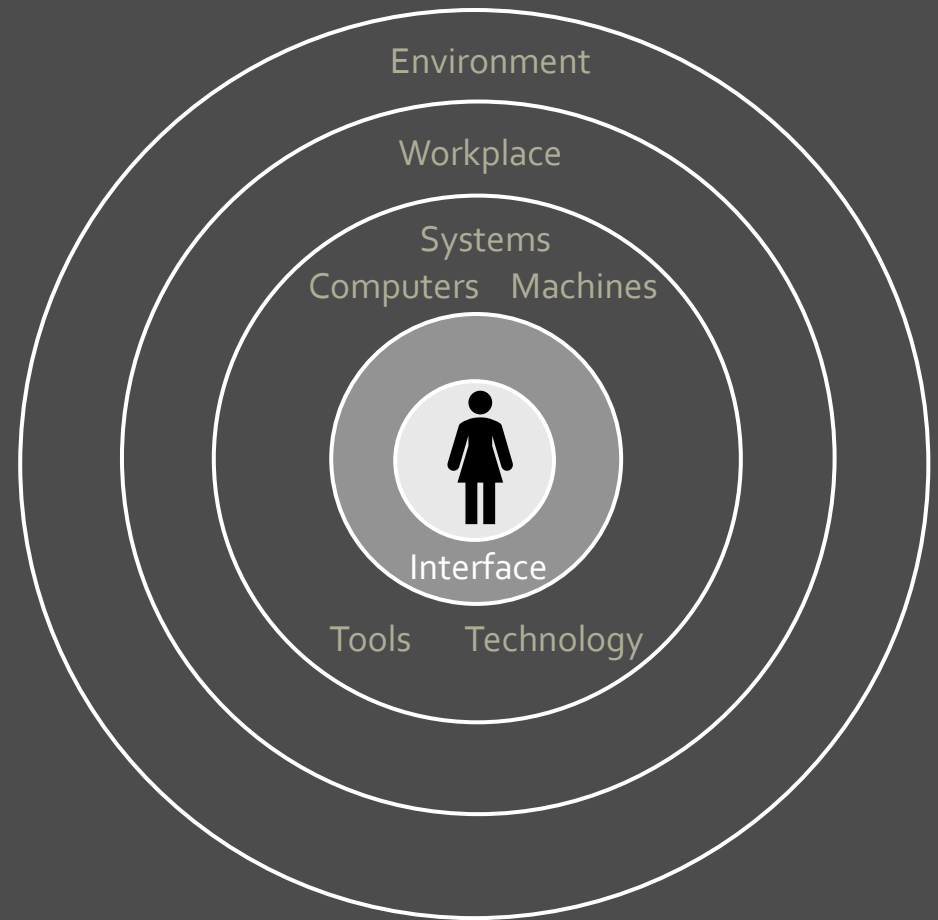 Environment
Workplace
Systems
Computers Machines
Interface
Tools Technology